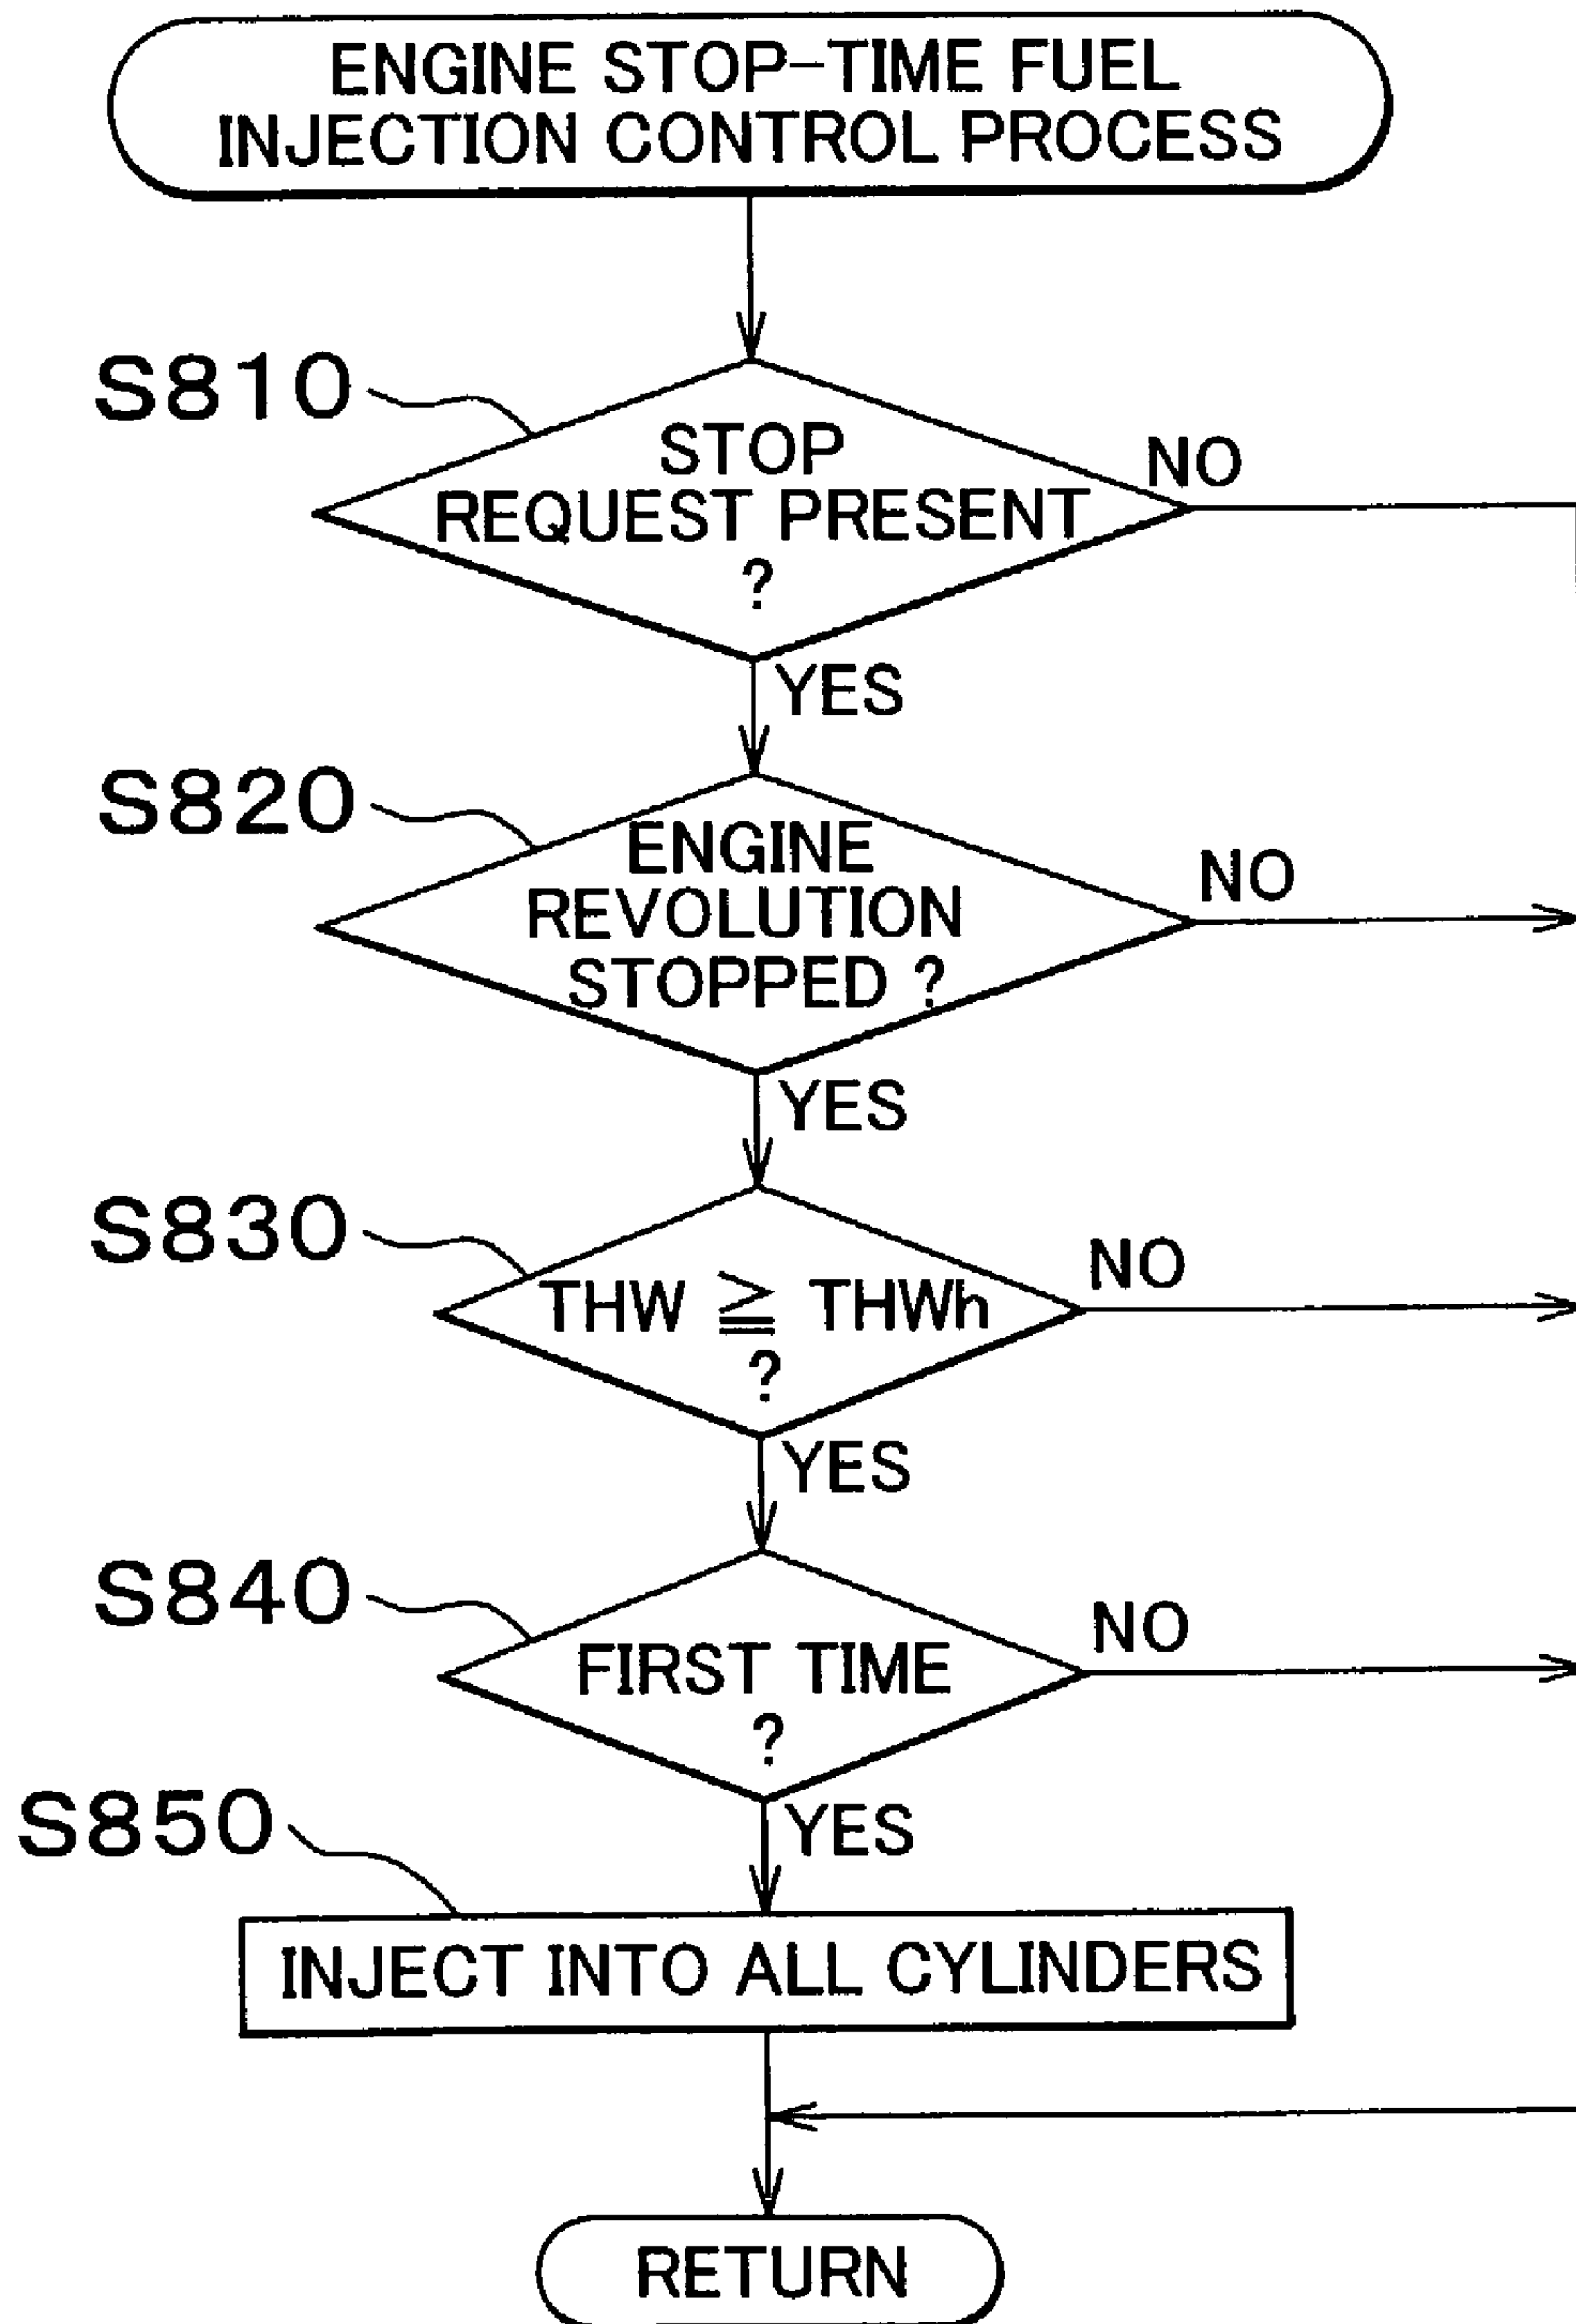 ENGINE STOP-TIME FUEL
INJECTION CONTROL PROCESS
S810
STOP
REQUEST PRESENT
?
NO
YES
S820
ENGINE
REVOLUTION
STOPPED ?
NO
YES
S830
THW ≧ THWh
?
NO
YES
S840
FIRST TIME
?
NO
YES
S850
INJECT INTO ALL CYLINDERS
RETURN